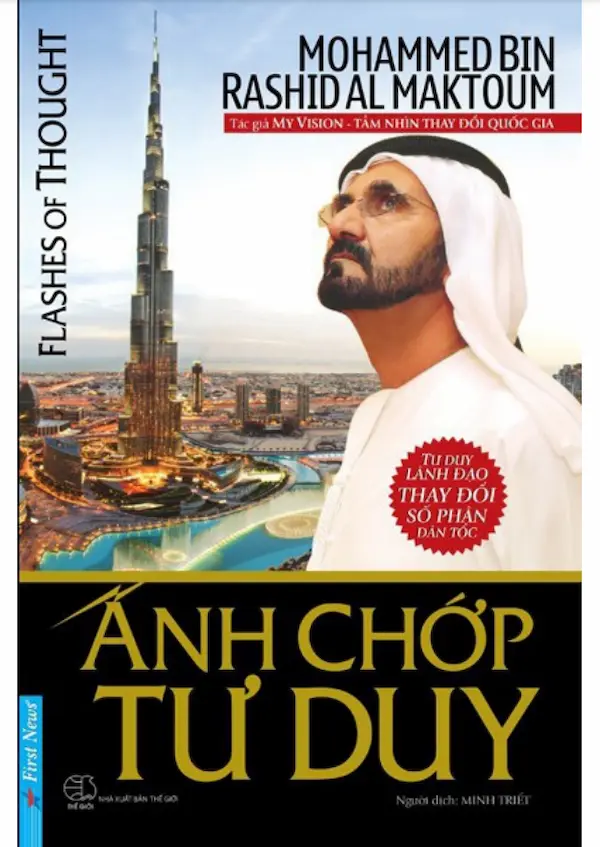 MOHAMMED BIN
RASHID AL MAKTOUM
Tác giả MY VISION - TẦM NHÌN THAY ĐỔI QUỐC GIA
FLASHES OF THOUGHT
TƯ DUY
LÃNH ĐẠO
THAY ĐỔI
SỐ PHẬN
DÂN TỘC
ÁNH CHỚP
TƯ DUY
First News
THẾ GIỚI
NHÀ XUẤT BẢN THẾ GIỚI
Người dịch: MINH TRIẾT